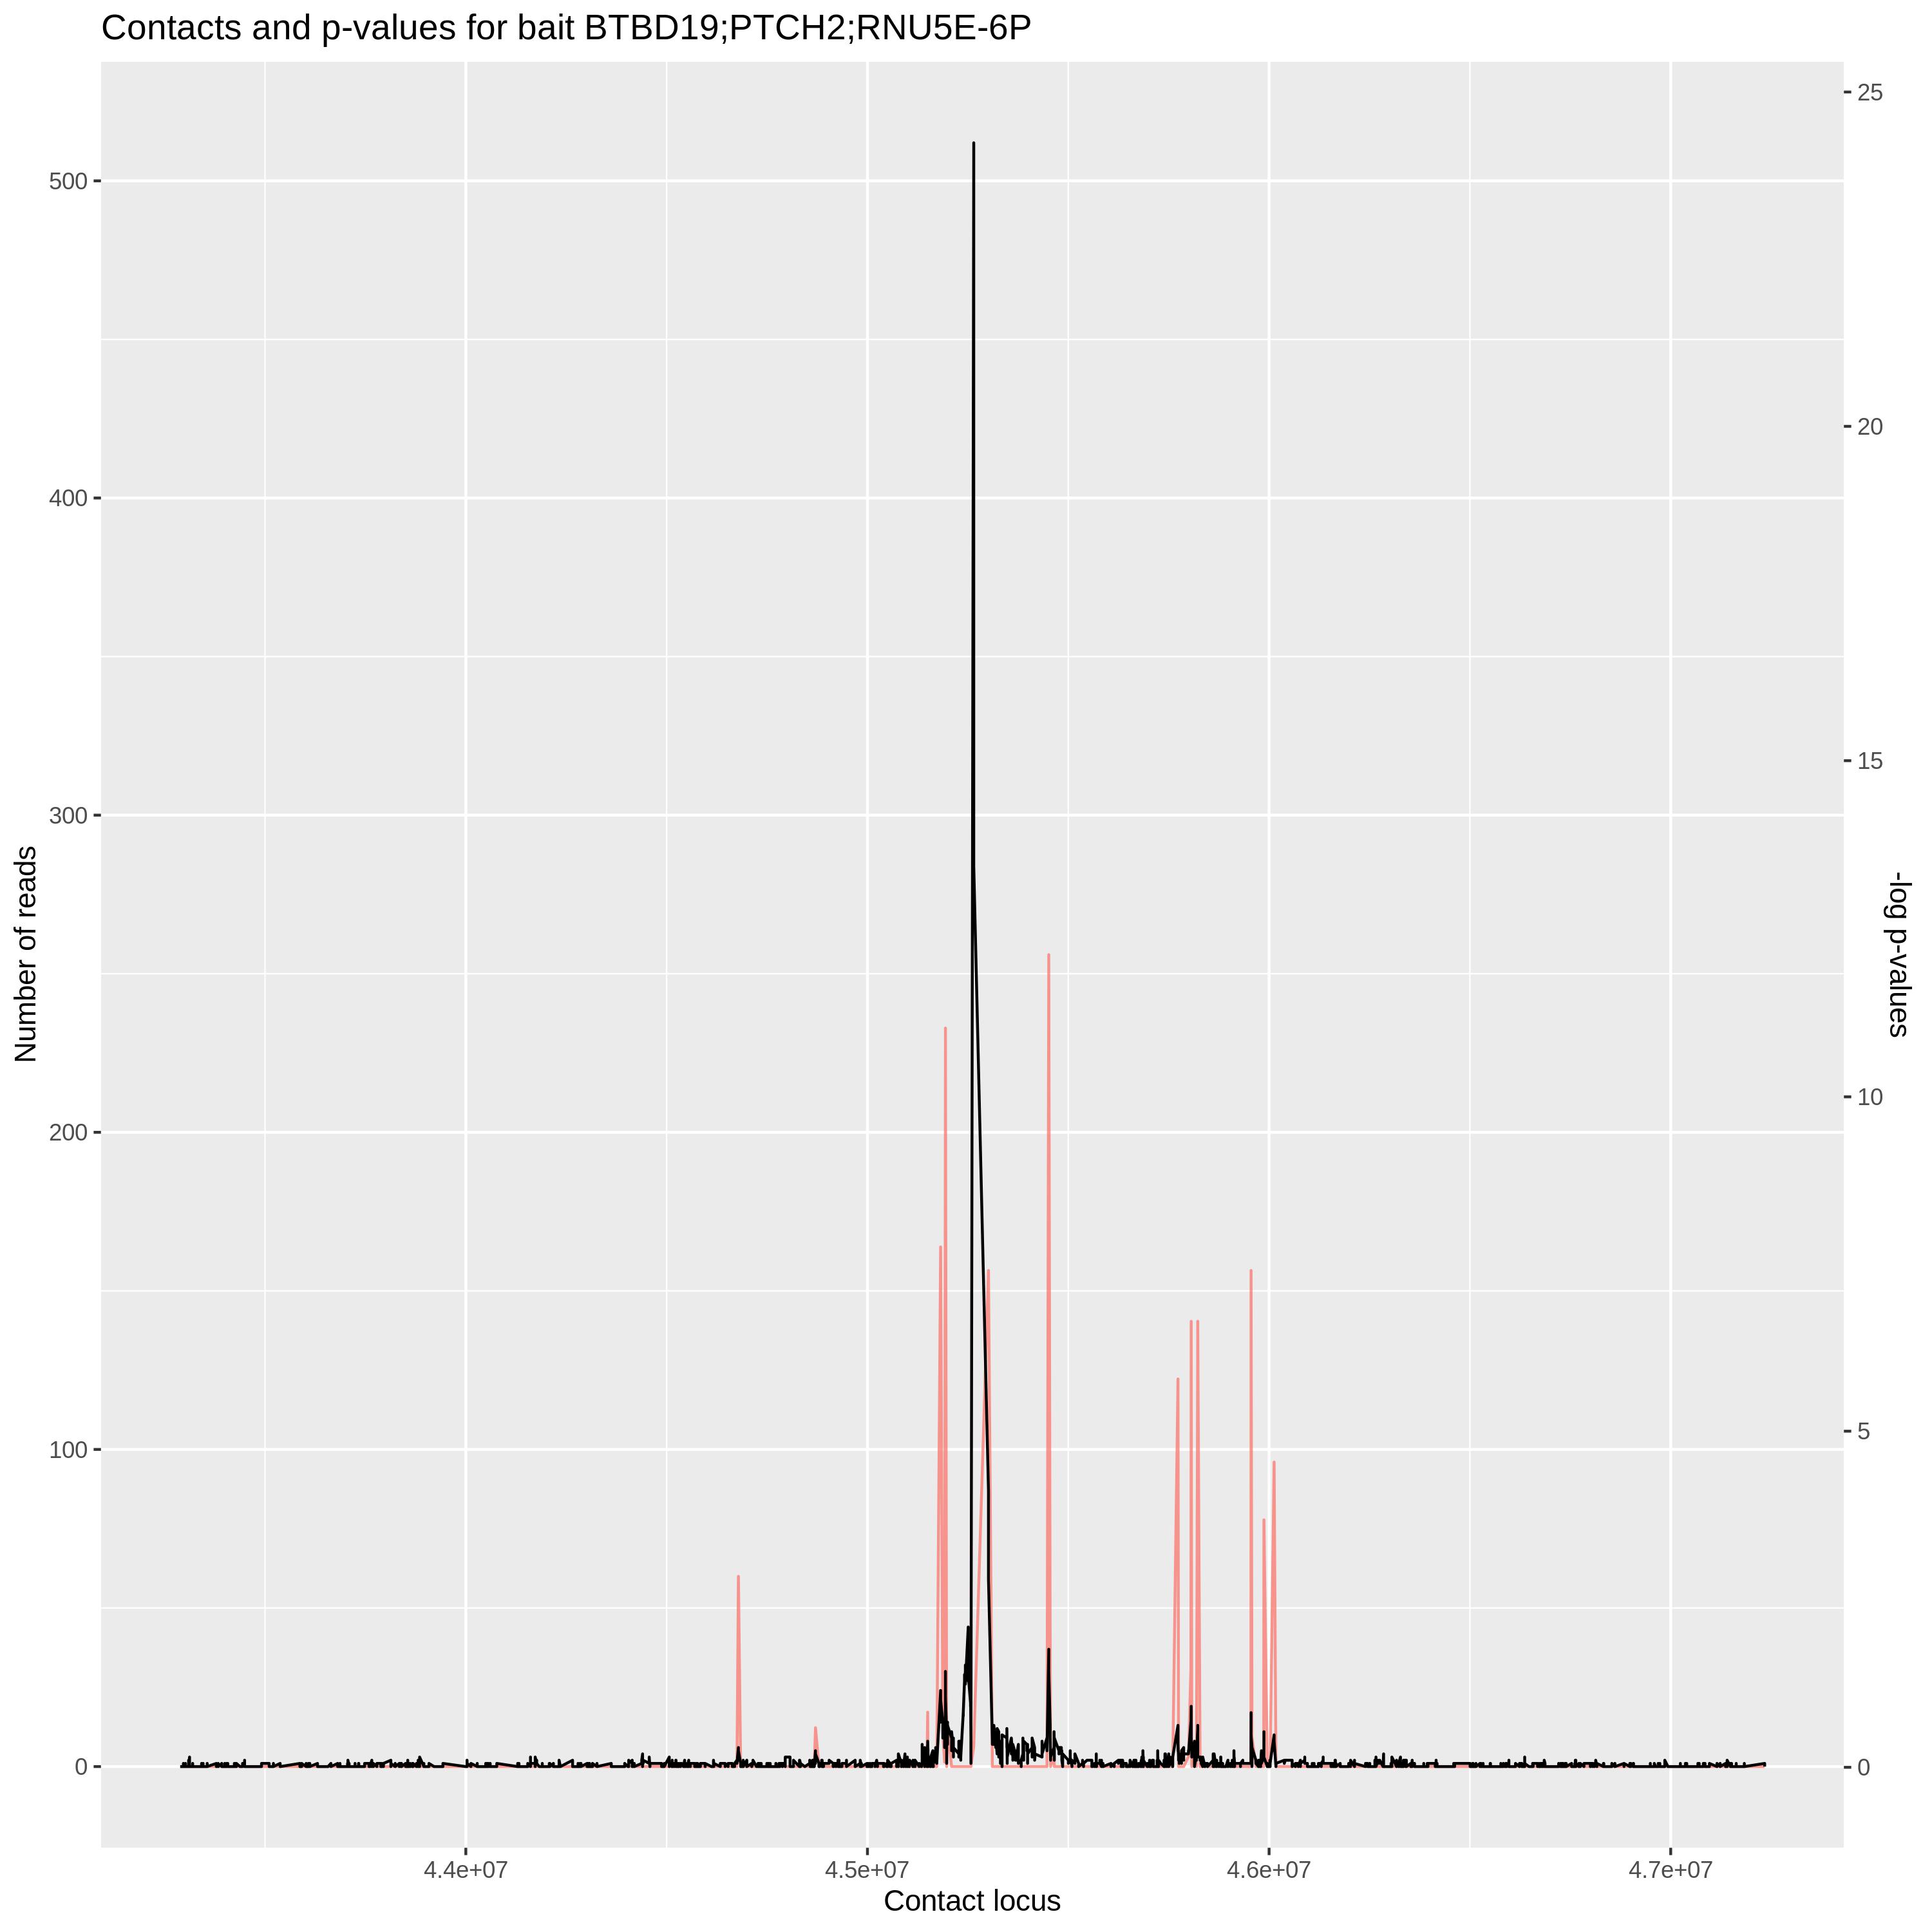 Contacts and p-values for bait BTBD19;PTCH2;RNU5E-6P
500
400
300
200
100
0
Number of reads
25
20
15
10
5
0
-log p-values
4.4e+07
4.5e+07
4.6e+07
4.7e+07
Contact locus